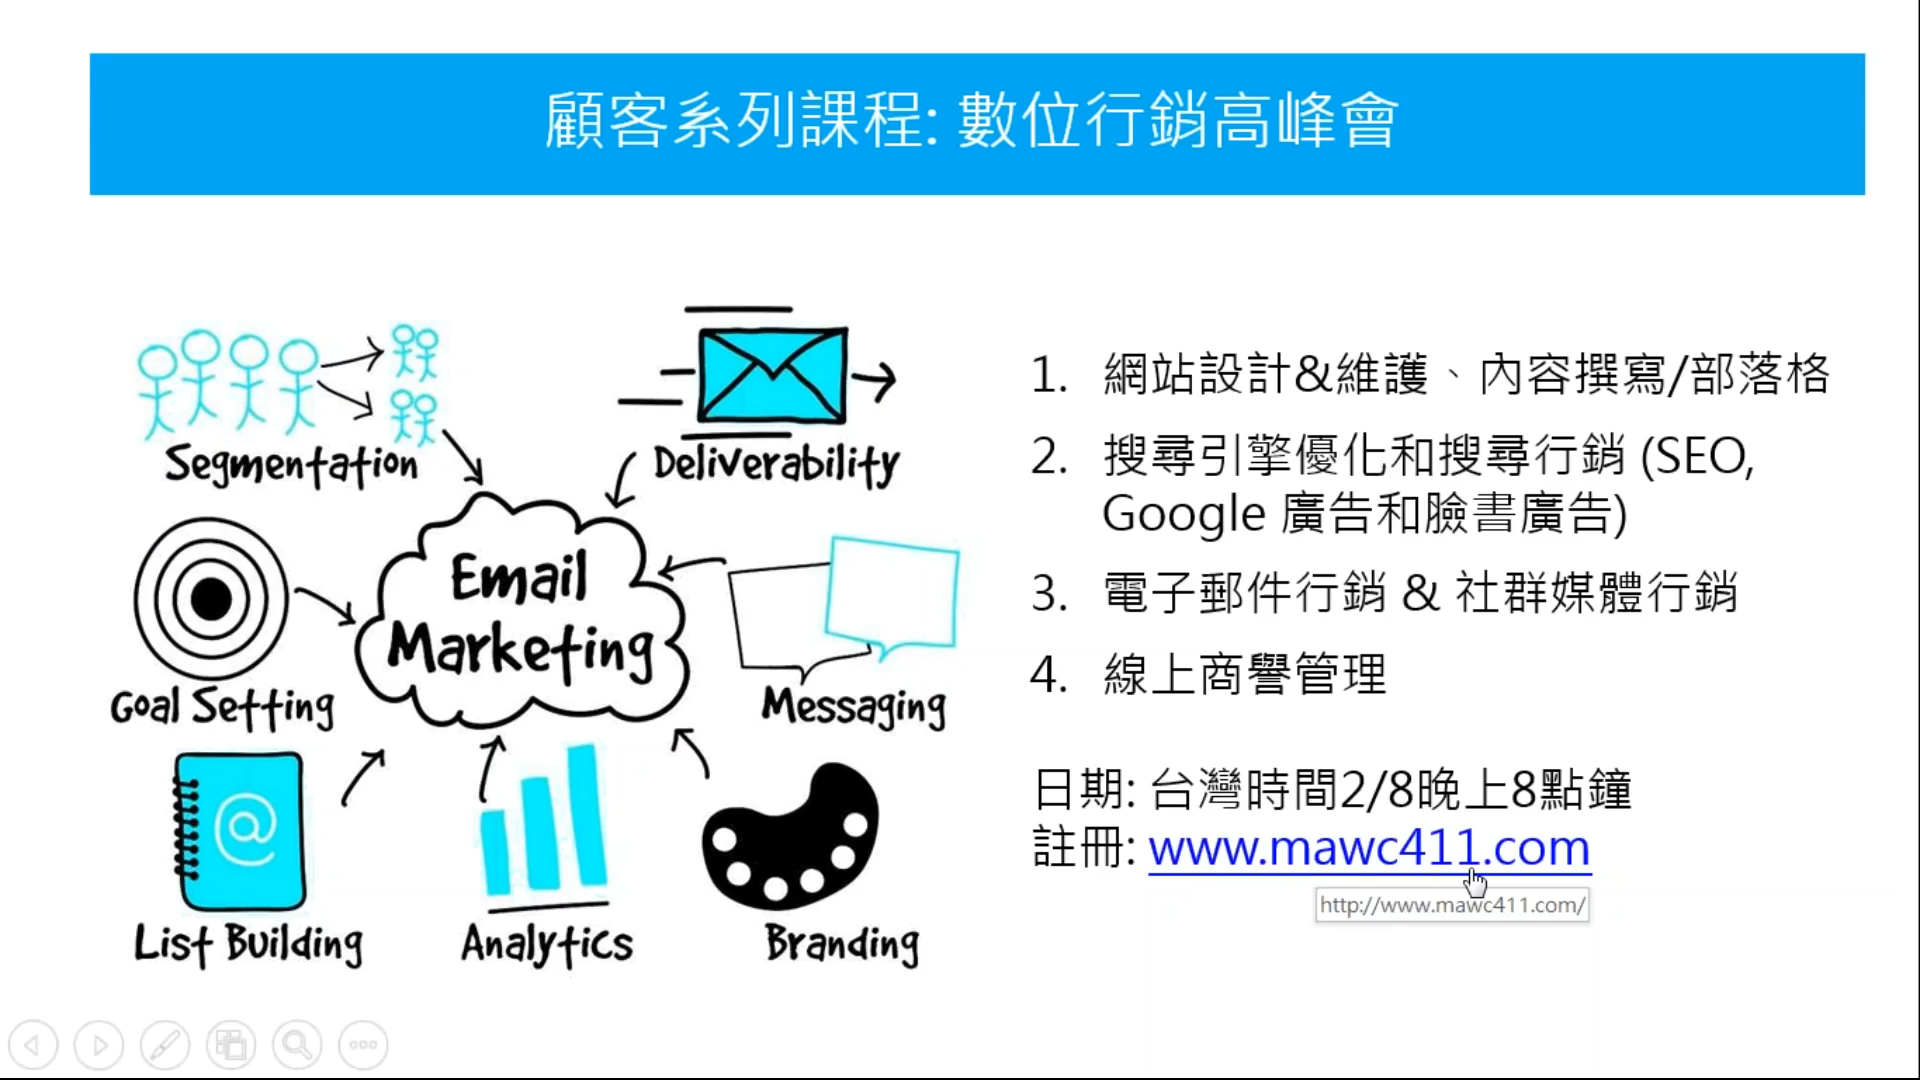 顧客系列課程: 數位行銷高峰會
Segmentation
Deliverability
Email
Marketing
Goal Setting
Messaging
List Building
Analytics
Branding
1. 網站設計&維護、內容撰寫/部落格
2. 搜尋引擎優化和搜尋行銷 (SEO,
Google 廣告和臉書廣告)
3. 電子郵件行銷 & 社群媒體行銷
4. 線上商譽管理
日期: 台灣時間2/8晚上8點鐘
註冊: www.mawc411.com
http://www.mawc411.com/